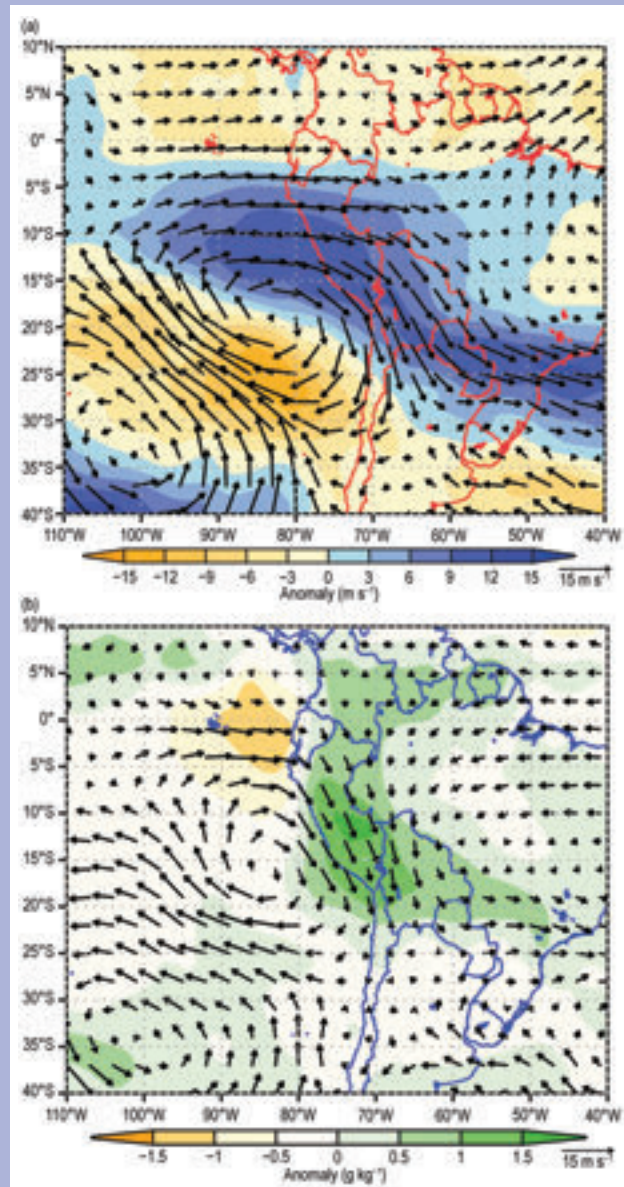 (a)
10°N
5°N
0°
5°S
10°S
15°S
20°S
25°S
30°S
35°S
40°S
110°W 100°W 90°W 80°W 70°W 60°W 50°W 40°W
−15 −12 −9 −6 −3 0 3 6 9 12 15 15 m s⁻¹
Anomaly (m s⁻¹)
(b)
10°N
5°N
0°
5°S
10°S
15°S
20°S
25°S
30°S
35°S
40°S
110°W 100°W 90°W 80°W 70°W 60°W 50°W 40°W
−1.5 −1 −0.5 0 0.5 1 1.5 15 m s⁻¹
Anomaly (g kg⁻¹)